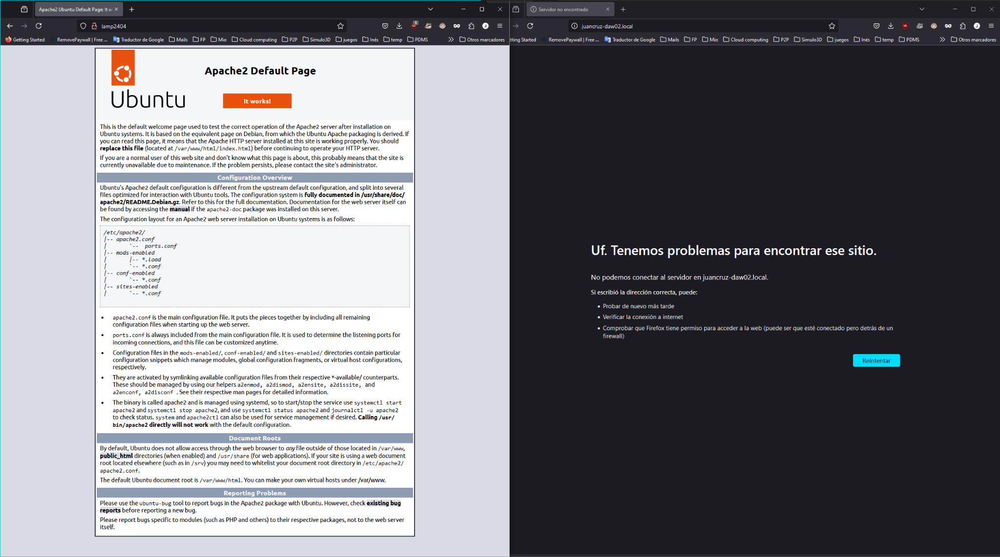 Apache2 Ubuntu Default Page: It w
lamp2404
1
Getting Started
RemovePaywall | Free ...
Traductor de Google
Mails
FP
Mio
Cloud computing
P2P
Simulo3D
juegos
Inés
temp
PDMS
Otros marcadores
Ubuntu
Apache2 Default Page
It works!
This is the default welcome page used to test the correct operation of the Apache2 server after installation on
Ubuntu systems. It is based on the equivalent page on Debian, from which the Ubuntu Apache packaging is derived. If
you can read this page, it means that the Apache HTTP server installed at this site is working properly. You should
replace this file (located at /var/www/html/index.html) before continuing to operate your HTTP server.
If you are a normal user of this web site and don't know what this page is about, this probably means that the site is
currently unavailable due to maintenance. If the problem persists, please contact the site's administrator.
Configuration Overview
Ubuntu's Apache2 default configuration is different from the upstream default configuration, and split into several
files optimized for interaction with Ubuntu tools. The configuration system is fully documented in /usr/share/doc/
apache2/README.Debian.gz. Refer to this for the full documentation. Documentation for the web server itself can
be found by accessing the manual if the apache2-doc package was installed on this server.
The configuration layout for an Apache2 web server installation on Ubuntu systems is as follows:
/etc/apache2/
|-- apache2.conf
|       `--  ports.conf
|-- mods-enabled
|       |-- *.load
|       `-- *.conf
|-- conf-enabled
|       `-- *.conf
|-- sites-enabled
|       `-- *.conf
• apache2.conf is the main configuration file. It puts the pieces together by including all remaining
configuration files when starting up the web server.
• ports.conf is always included from the main configuration file. It is used to determine the listening ports for
incoming connections, and this file can be customized anytime.
• Configuration files in the mods-enabled/, conf-enabled/ and sites-enabled/ directories contain particular
configuration snippets which manage modules, global configuration fragments, or virtual host configurations,
respectively.
• They are activated by symlinking available configuration files from their respective *-available/ counterparts.
These should be managed by using our helpers a2enmod, a2dismod, a2ensite, a2dissite, and
a2enconf, a2disconf . See their respective man pages for detailed information.
• The binary is called apache2 and is managed using systemd, so to start/stop the service use systemctl start
apache2 and systemctl stop apache2, and use systemctl status apache2 and journalctl -u apache2
to check status. system and apache2ctl can also be used for service management if desired. Calling /usr/
bin/apache2 directly will not work with the default configuration.
Document Roots
By default, Ubuntu does not allow access through the web browser to any file outside of those located in /var/www,
public_html directories (when enabled) and /usr/share (for web applications). If your site is using a web document
root located elsewhere (such as in /srv) you may need to whitelist your document root directory in /etc/apache2/
apache2.conf.
The default Ubuntu document root is /var/www/html. You can make your own virtual hosts under /var/www.
Reporting Problems
Please use the ubuntu-bug tool to report bugs in the Apache2 package with Ubuntu. However, check existing bug
reports before reporting a new bug.
Please report bugs specific to modules (such as PHP and others) to their respective packages, not to the web server
itself.
Servidor no encontrado
juancruz-daw02.local
tting Started
RemovePaywall | Free ...
Traductor de Google
Mails
FP
Mio
Cloud computing
P2P
Simulo3D
juegos
Inés
temp
PDMS
Otros marcadores
Uf. Tenemos problemas para encontrar ese sitio.
No podemos conectar al servidor en juancruz-daw02.local.
Si escribió la dirección correcta, puede:
• Probar de nuevo más tarde
• Verificar la conexión a internet
• Comprobar que Firefox tiene permiso para acceder a la web (puede ser que esté conectado pero detrás de un
firewall)
Reintentar